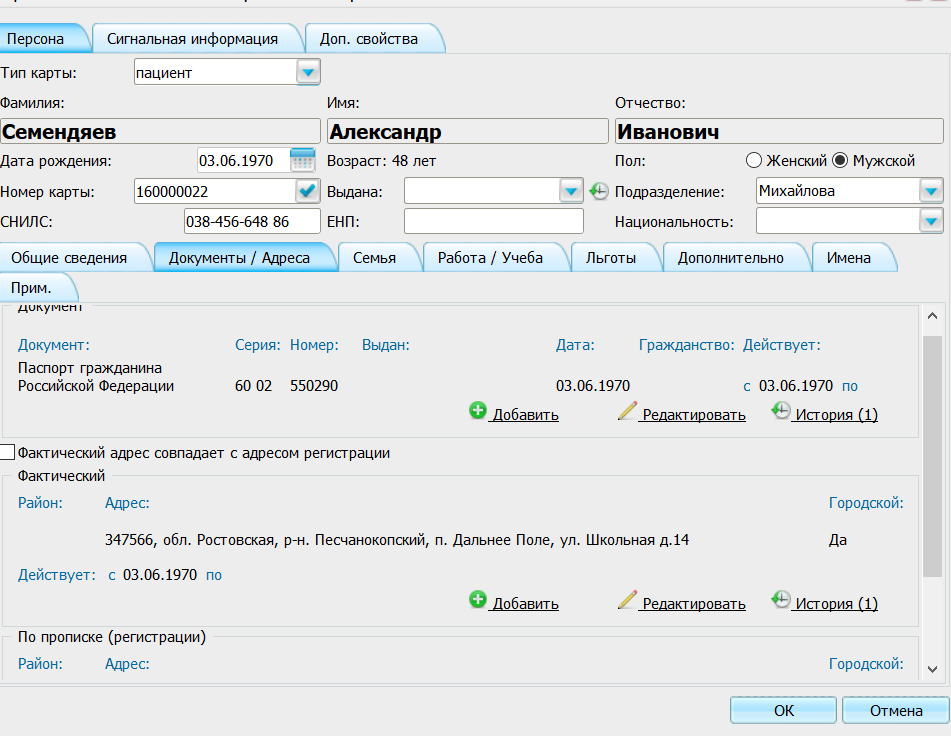 Персона Сигнальная информация Доп. свойства
Тип карты: пациент
Фамилия: Имя: Отчество:
Семендяев Александр Иванович
Дата рождения: 03.06.1970 Возраст: 48 лет Пол: Женский Мужской
Номер карты: 160000022 Выдана: Подразделение: Михайлова
СНИЛС: 038-456-648 86 ЕНП: Национальность:
Общие сведения Документы / Адреса Семья Работа / Учеба Льготы Дополнительно Имена
Прим.
Документ
Документ: Серия: Номер: Выдан: Дата: Гражданство: Действует:
Паспорт гражданина
Российской Федерации 60 02 550290 03.06.1970 с 03.06.1970 по
Добавить Редактировать История (1)
Фактический адрес совпадает с адресом регистрации
Фактический
Район: Адрес: Городской:
347566, обл. Ростовская, р-н. Песчанокопский, п. Дальнее Поле, ул. Школьная д.14 Да
Действует: с 03.06.1970 по
Добавить Редактировать История (1)
По прописке (регистрации)
Район: Адрес: Городской:
ОК Отмена